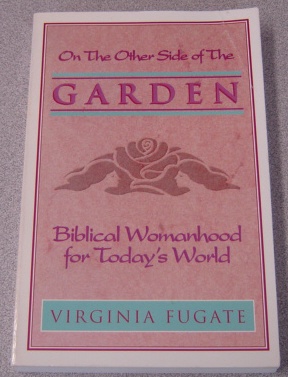 On The Other Side of The
GARDEN
Biblical Womanhood
for Today's World
VIRGINIA FUGATE